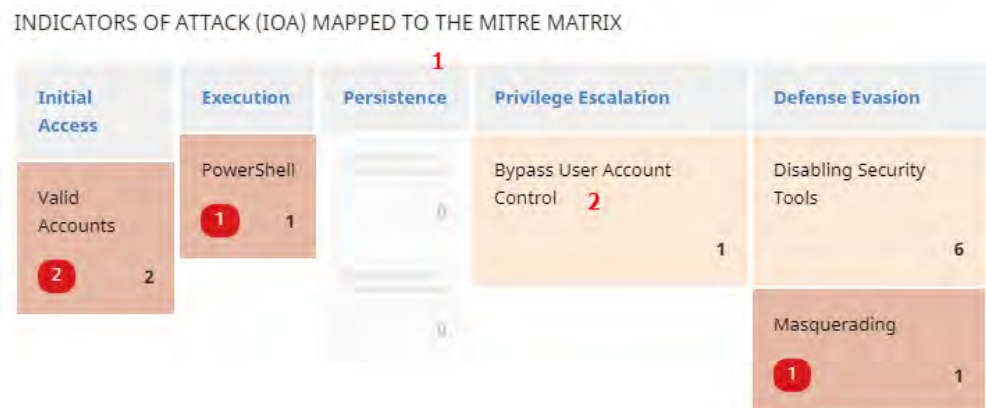 INDICATORS OF ATTACK (IOA) MAPPED TO THE MITRE MATRIX
1
Initial
Access
Execution
Persistence
Privilege Escalation
Defense Evasion
Valid
Accounts
2 2
PowerShell
1 1
0
0
Bypass User Account
Control 2
1
Disabling Security
Tools
6
Masquerading
1 1